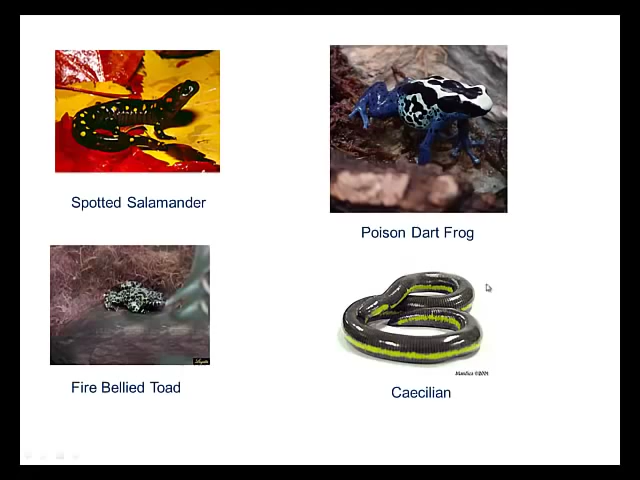 Spotted Salamander
Poison Dart Frog
Fire Bellied Toad
Caecilian